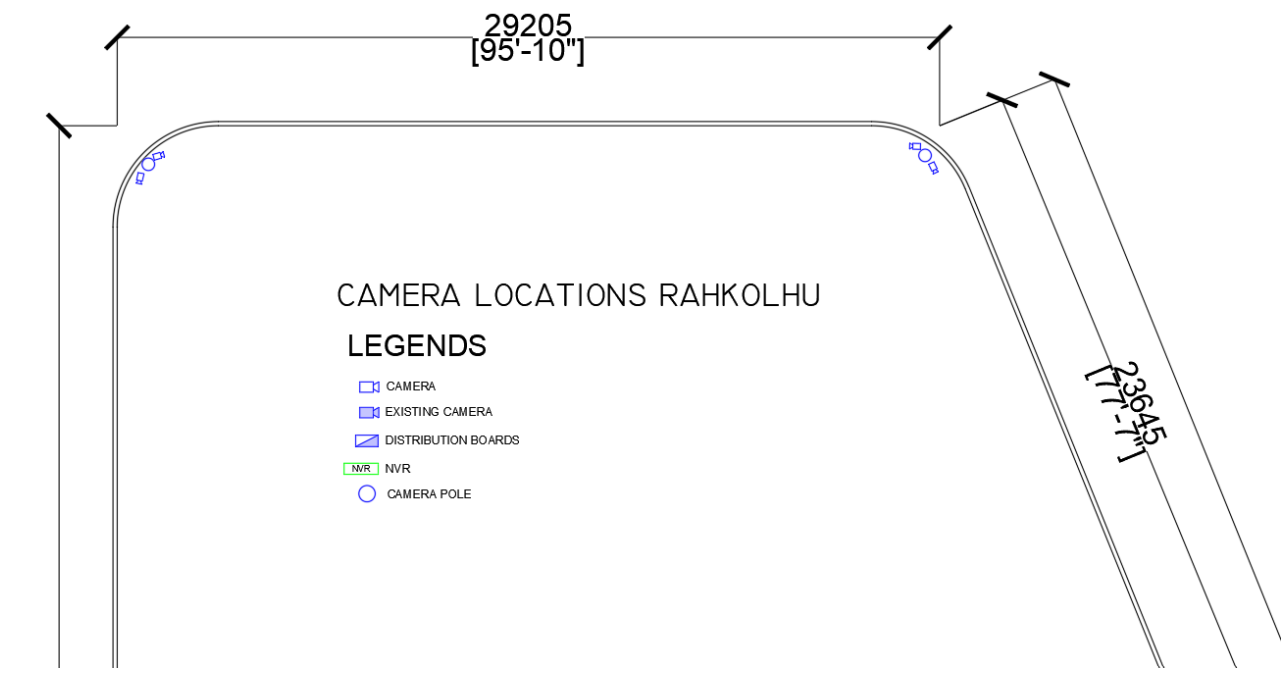 29205
[95'-10"]
23645
[77'-7"]
CAMERA LOCATIONS RAHKOLHU
LEGENDS
CAMERA
EXISTING CAMERA
DISTRIBUTION BOARDS
NVR NVR
CAMERA POLE